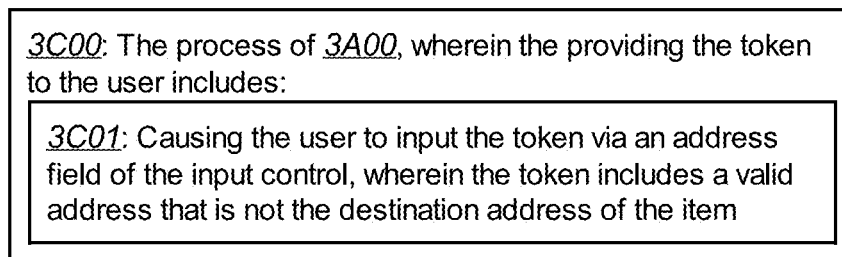 3C00: The process of 3A00, wherein the providing the token
to the user includes:
3C01: Causing the user to input the token via an address
field of the input control, wherein the token includes a valid
address that is not the destination address of the item